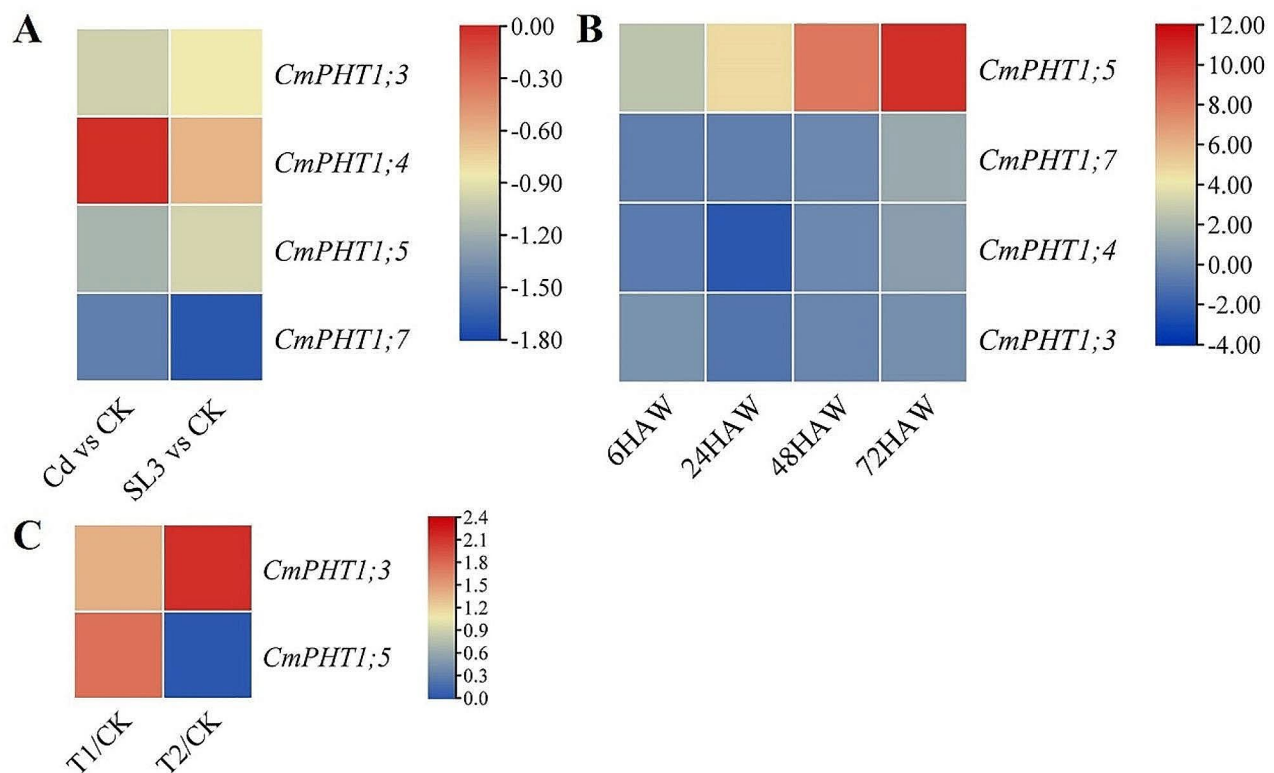 A
CmPHT1;3
CmPHT1;4
CmPHT1;5
CmPHT1;7
Cd vs CK
SL3 vs CK
0.00
-0.30
-0.60
-0.90
-1.20
-1.50
-1.80
B
CmPHT1;5
CmPHT1;7
CmPHT1;4
CmPHT1;3
6HAW
24HAW
48HAW
72HAW
12.00
10.00
8.00
6.00
4.00
2.00
0.00
-2.00
-4.00
C
CmPHT1;3
CmPHT1;5
T1/CK
T2/CK
2.4
2.1
1.8
1.5
1.2
0.9
0.6
0.3
0.0